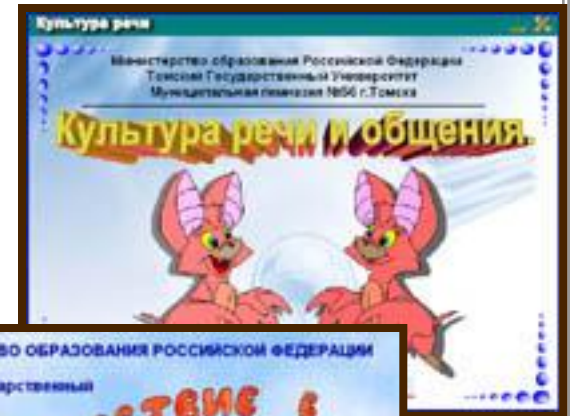 Культура речи
Министерство образования Российской Федерации
Томский Государственный Университет
Муниципальная гимназия №56 г.Томска
Культура речи и общения.
ВО ОБРАЗОВАНИЯ РОССИЙСКОЙ ФЕДЕРАЦИИ
арственный
СТВИЕ В